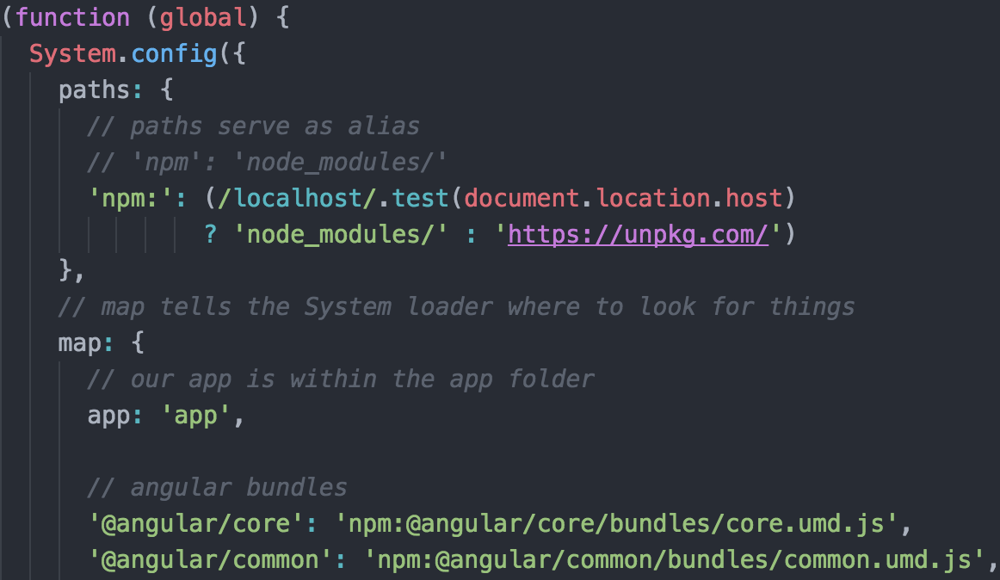 (function (global) {
  System.config({
    paths: {
      // paths serve as alias
      // 'npm': 'node_modules/'
      'npm:': (/localhost/.test(document.location.host)
              ? 'node_modules/' : 'https://unpkg.com/')
    },
    // map tells the System loader where to look for things
    map: {
      // our app is within the app folder
      app: 'app',

      // angular bundles
      '@angular/core': 'npm:@angular/core/bundles/core.umd.js',
      '@angular/common': 'npm:@angular/common/bundles/common.umd.js',